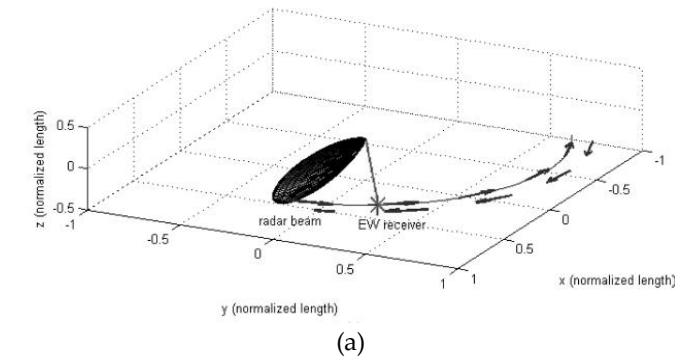 0.5
0
-0.5
z (normalized length)
-1
-0.5
0
0.5
1
y (normalized length)
1
0.5
0
-0.5
-1
x (normalized length)
radar beam
EW receiver
(a)